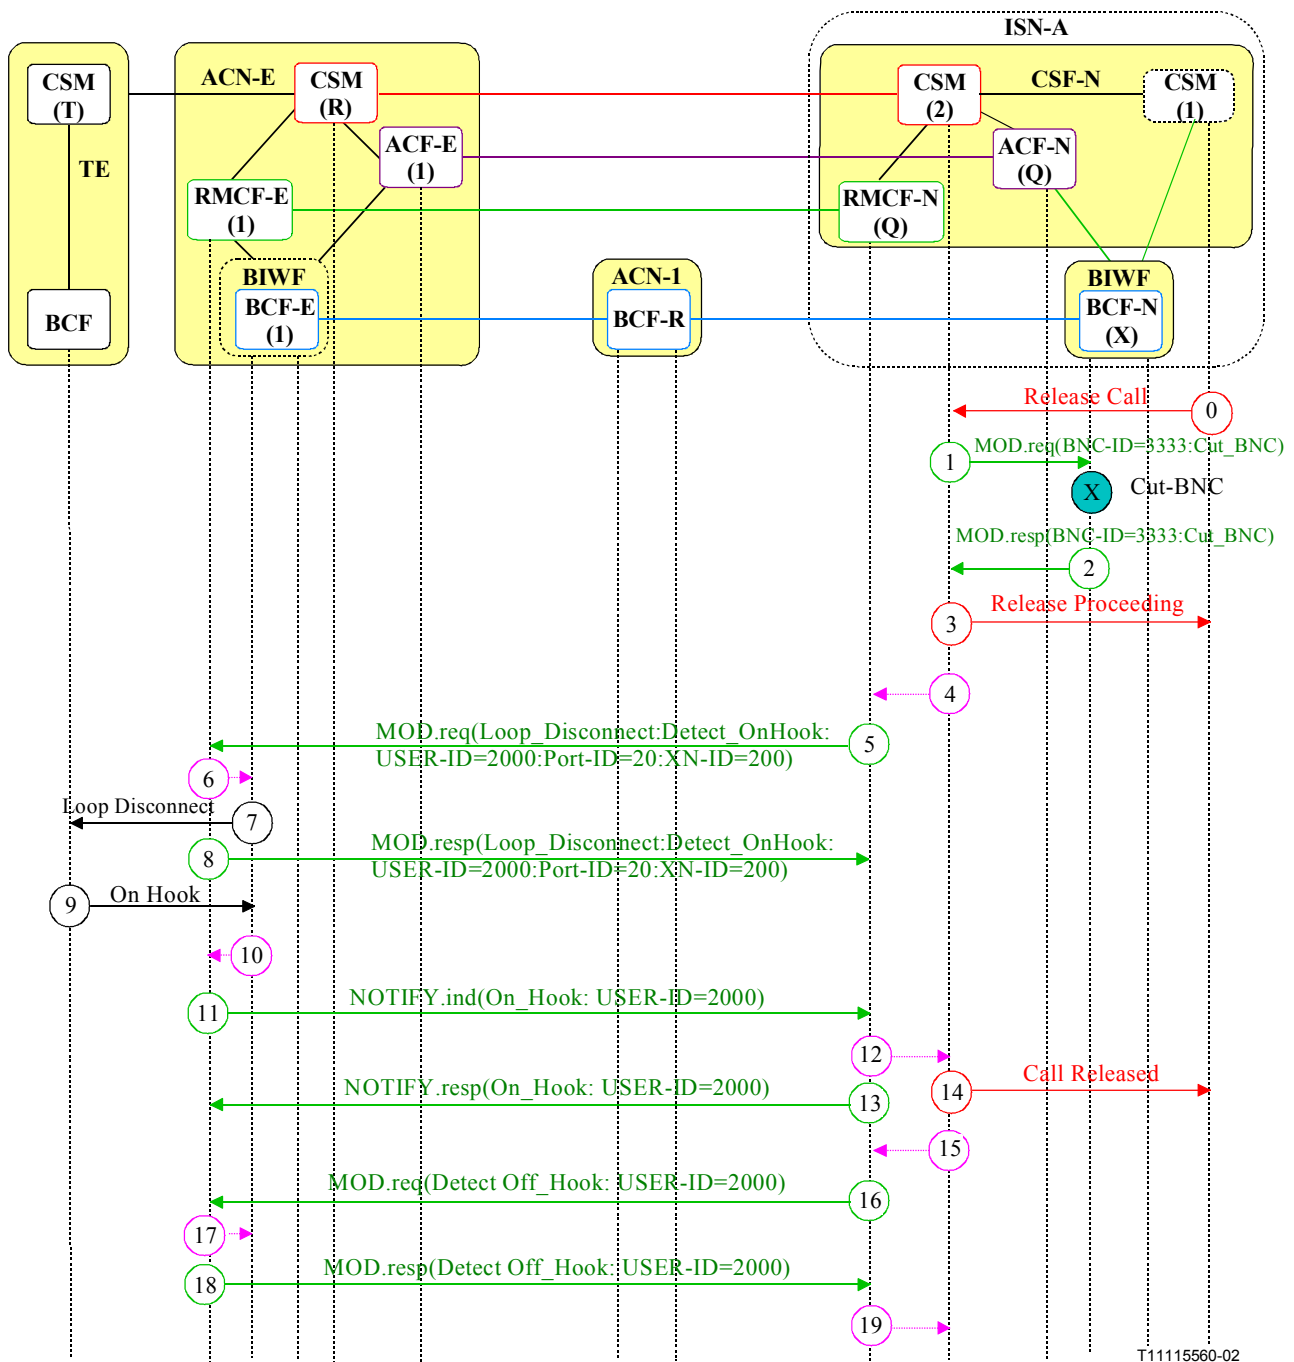 ISN-A
CSM
(T)
ACN-E
CSM
(R)
CSM
(2)
CSF-N
CSM
(1)
TE
ACF-E
(1)
ACF-N
(Q)
RMCF-E
(1)
RMCF-N
(Q)
BIWF
ACN-1
BIWF
BCF
BCF-E
(1)
BCF-R
BCF-N
(X)
Release Call
0
MOD.req(BNC-ID=3333:Cut_BNC)
1
X
Cut-BNC
MOD.resp(BNC-ID=3333:Cut_BNC)
2
Release Proceeding
3
4
MOD.req(Loop_Disconnect:Detect_OnHook:
USER-ID=2000:Port-ID=20:XN-ID=200)
5
6
Loop Disconnect
7
MOD.resp(Loop_Disconnect:Detect_OnHook:
USER-ID=2000:Port-ID=20:XN-ID=200)
8
9
On Hook
10
NOTIFY.ind(On_Hook: USER-ID=2000)
11
12
Call Released
14
NOTIFY.resp(On_Hook: USER-ID=2000)
13
15
MOD.req(Detect Off_Hook: USER-ID=2000)
16
17
MOD.resp(Detect Off_Hook: USER-ID=2000)
18
19
T11115560-02